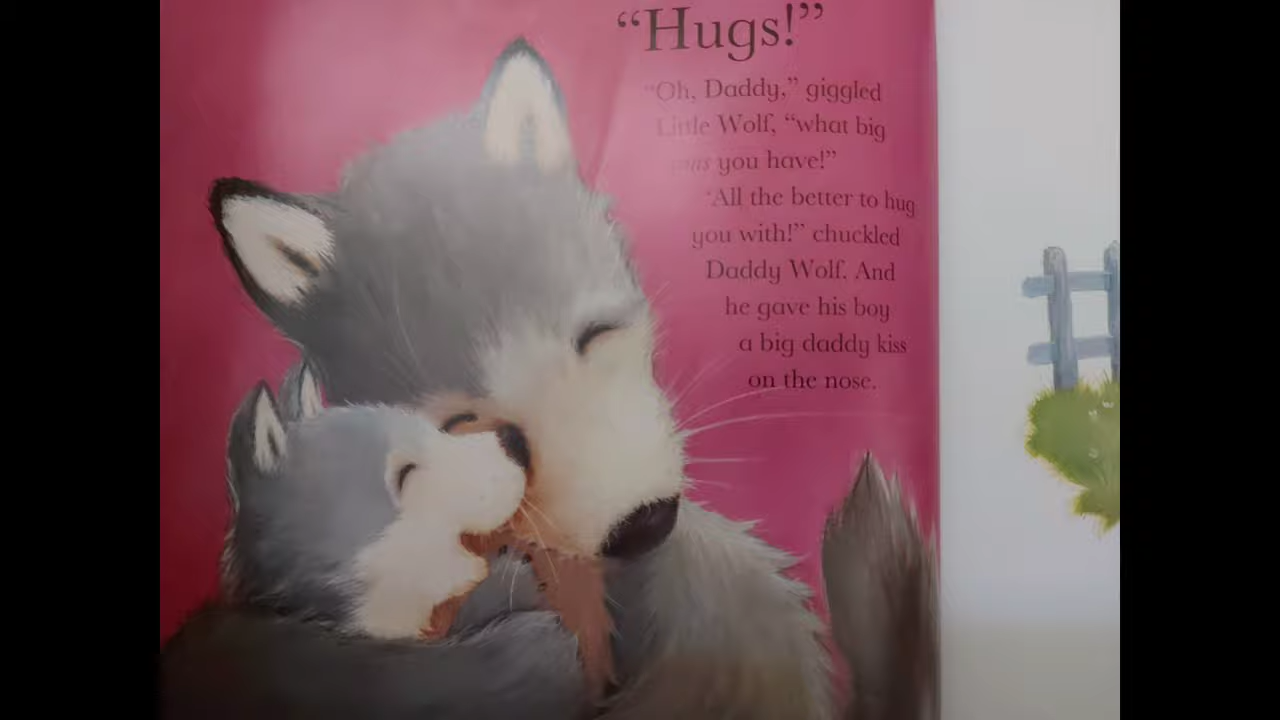 “Hugs!”
“Oh, Daddy,” giggled
Little Wolf, “what big
you have!”
“All the better to hug
you with!” chuckled
Daddy Wolf. And
he gave his boy
a big daddy kiss
on the nose.